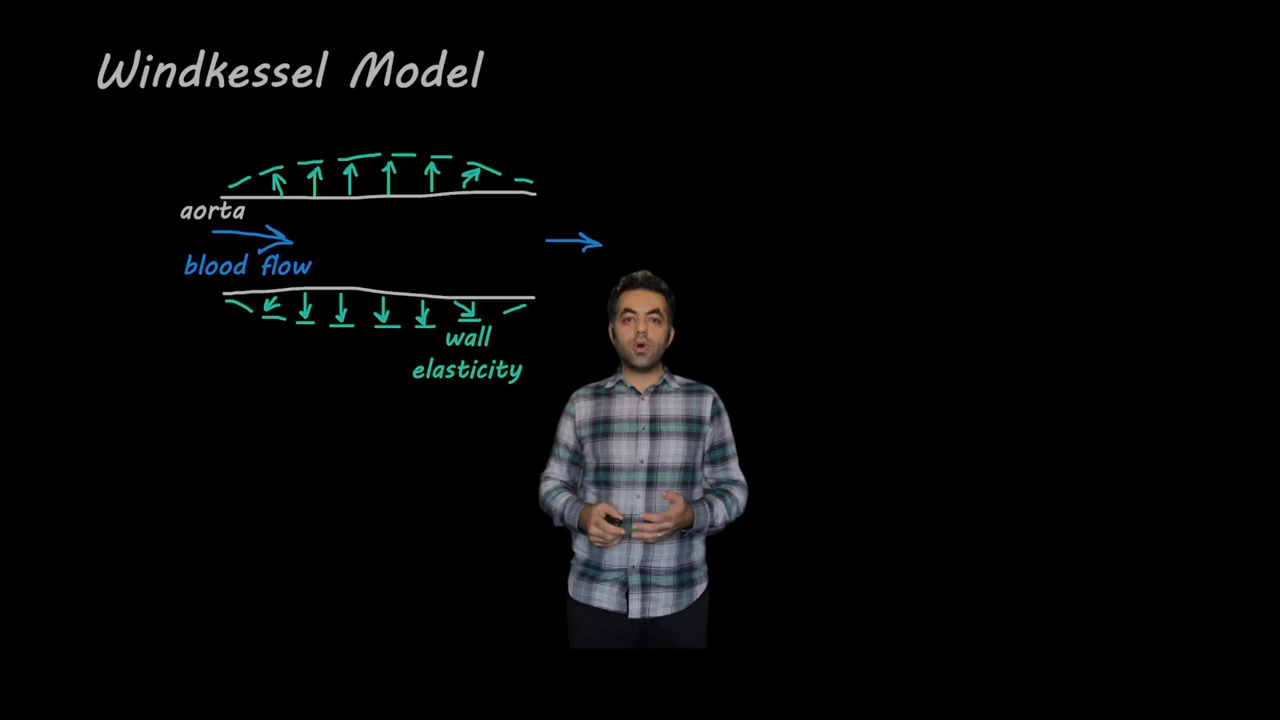 Windkessel Model
aorta
blood flow
wall
elasticity